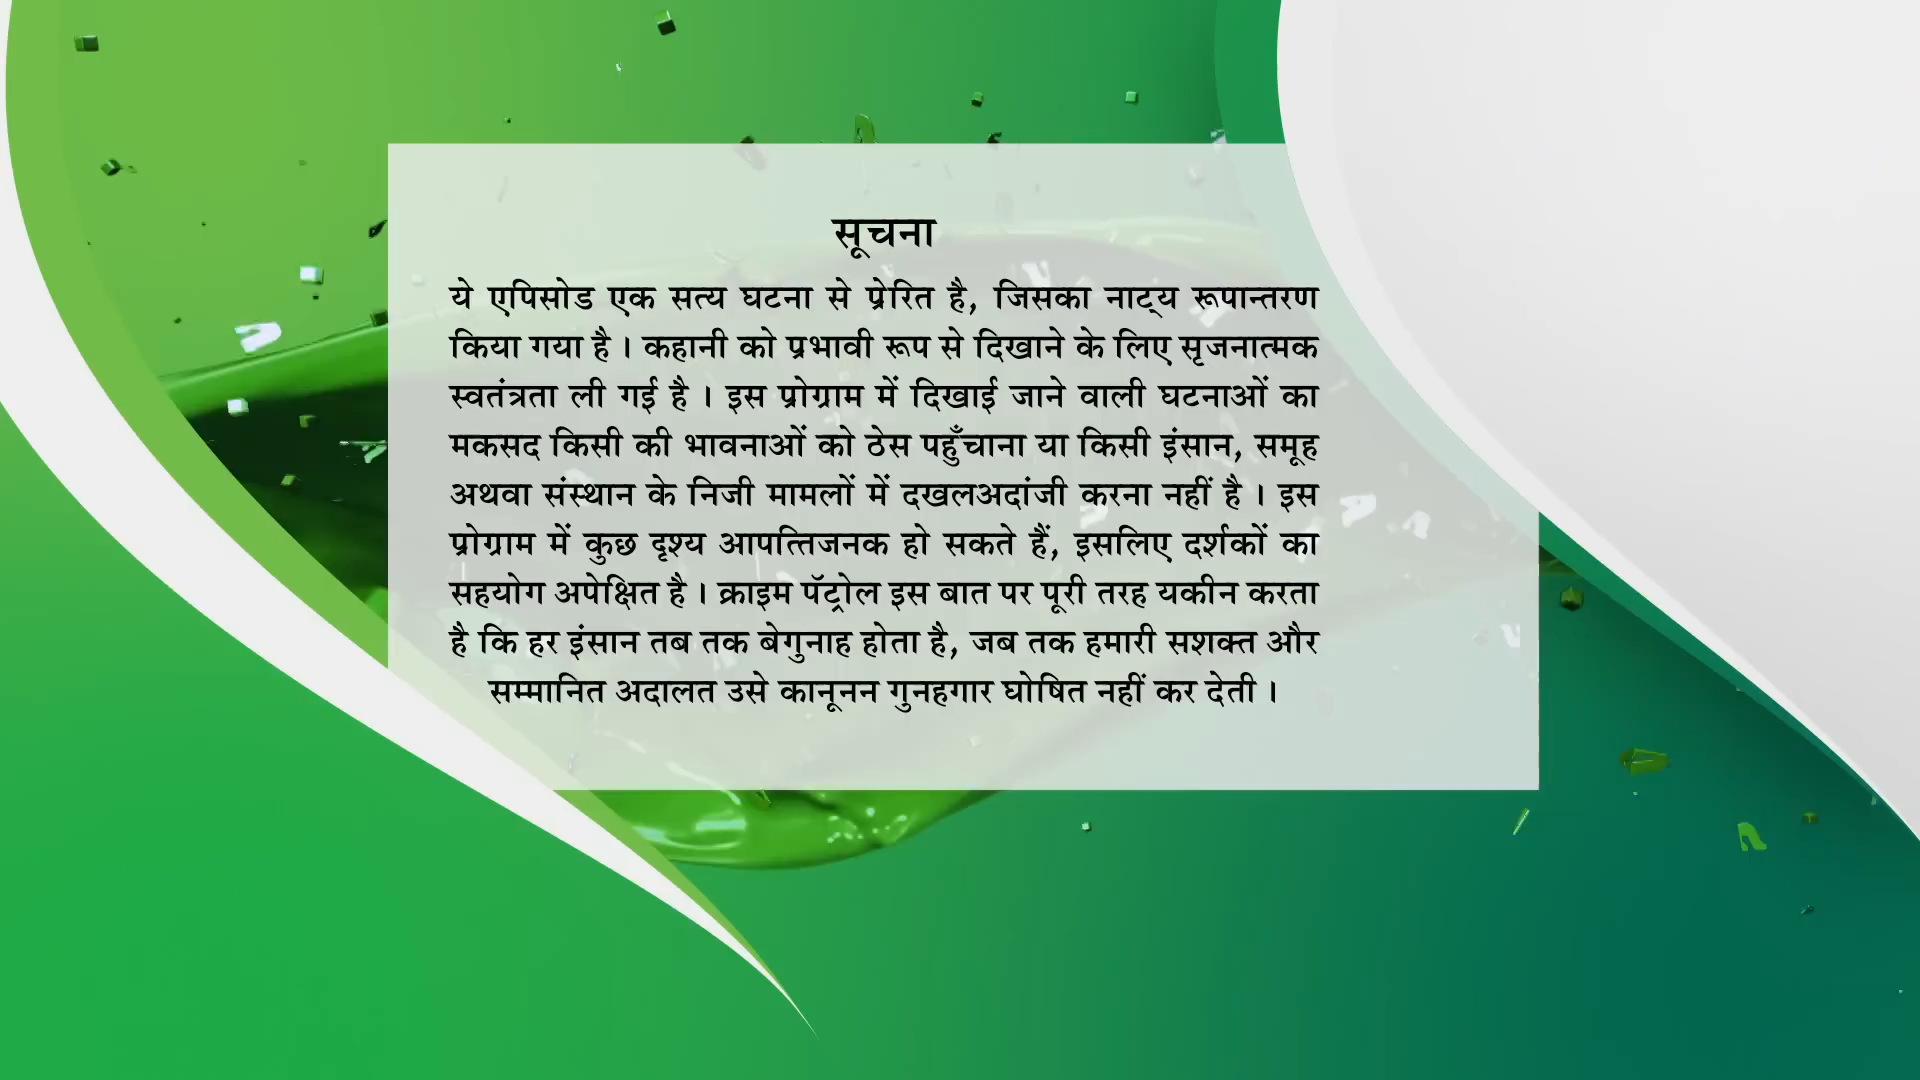 सूचना
ये एपिसोड एक सत्य घटना से प्रेरित है, जिसका नाट्य रूपान्तरण
किया गया है । कहानी को प्रभावी रूप से दिखाने के लिए सृजनात्मक
स्वतंत्रता ली गई है । इस प्रोग्राम में दिखाई जाने वाली घटनाओं का
मकसद किसी की भावनाओं को ठेस पहुँचाना या किसी इंसान, समूह
अथवा संस्थान के निजी मामलों में दखलअदांजी करना नहीं है । इस
प्रोग्राम में कुछ दृश्य आपत्तिजनक हो सकते हैं, इसलिए दर्शकों का
सहयोग अपेक्षित है । क्राइम पॅट्रोल इस बात पर पूरी तरह यकीन करता
है कि हर इंसान तब तक बेगुनाह होता है, जब तक हमारी सशक्त और
सम्मानित अदालत उसे कानूनन गुनहगार घोषित नहीं कर देती ।